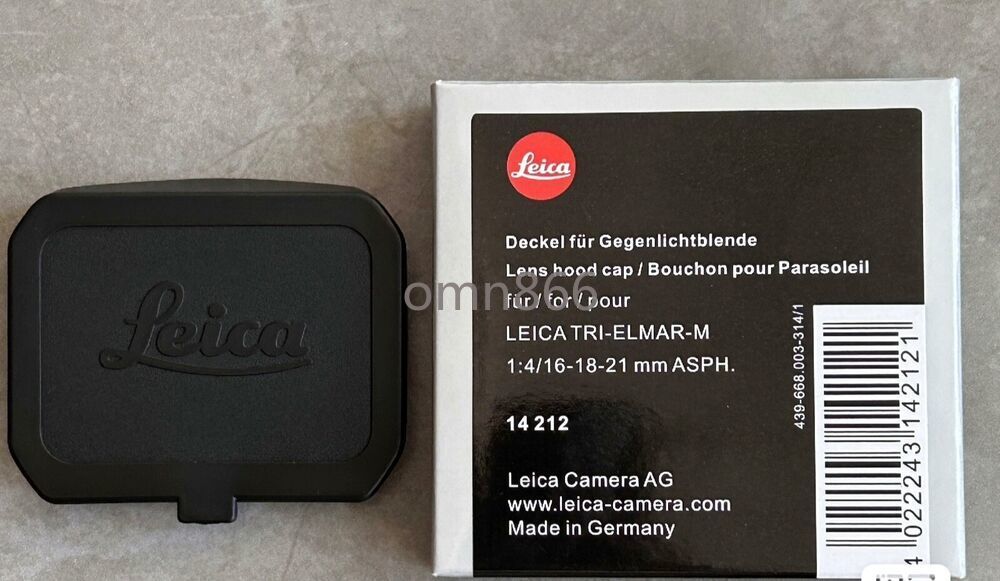 Leica
Leica
Deckel für Gegenlichtblende
Lens hood cap / Bouchon pour Parasoleil
omn866
für / for / pour
LEICA TRI-ELMAR-M
1:4/16-18-21 mm ASPH.
14 212
Leica Camera AG
www.leica-camera.com
Made in Germany
439-668.003-314/1
4 022243 142121